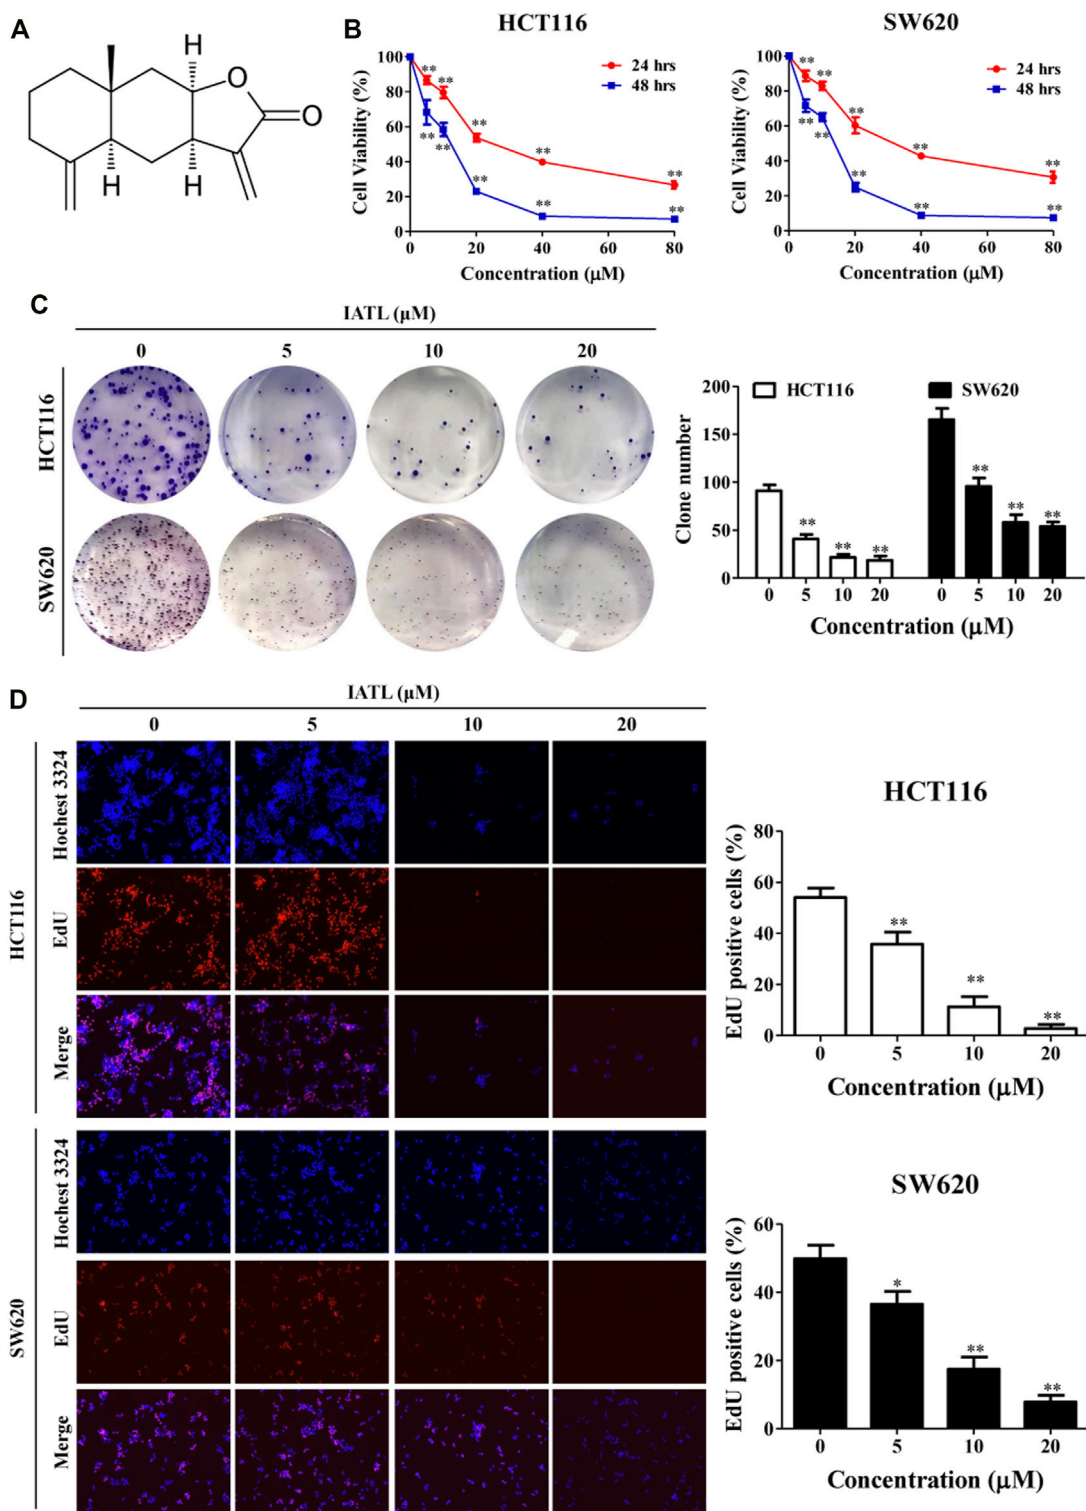 A
H
O
O
H
H
B
HCT116
Cell Viability (%)
100
80
60
40
20
0
24 hrs
48 hrs
** ** ** ** **
** ** ** ** **
0 20 40 60 80
Concentration (μM)
SW620
Cell Viability (%)
100
80
60
40
20
0
24 hrs
48 hrs
** ** ** ** **
** ** ** ** **
0 20 40 60 80
Concentration (μM)
C
IATL (μM)
0 5 10 20
HCT116
SW620
Clone number
200
150
100
50
0
HCT116
SW620
** ** **
** ** **
0 5 10 20 0 5 10 20
Concentration (μM)
D
IATL (μM)
0 5 10 20
HCT116
Hochest 3324
EdU
Merge
SW620
Hochest 3324
EdU
Merge
HCT116
EdU positive cells (%)
80
60
40
20
0
** ** **
0 5 10 20
Concentration (μM)
SW620
EdU positive cells (%)
60
40
20
0
* ** **
0 5 10 20
Concentration (μM)